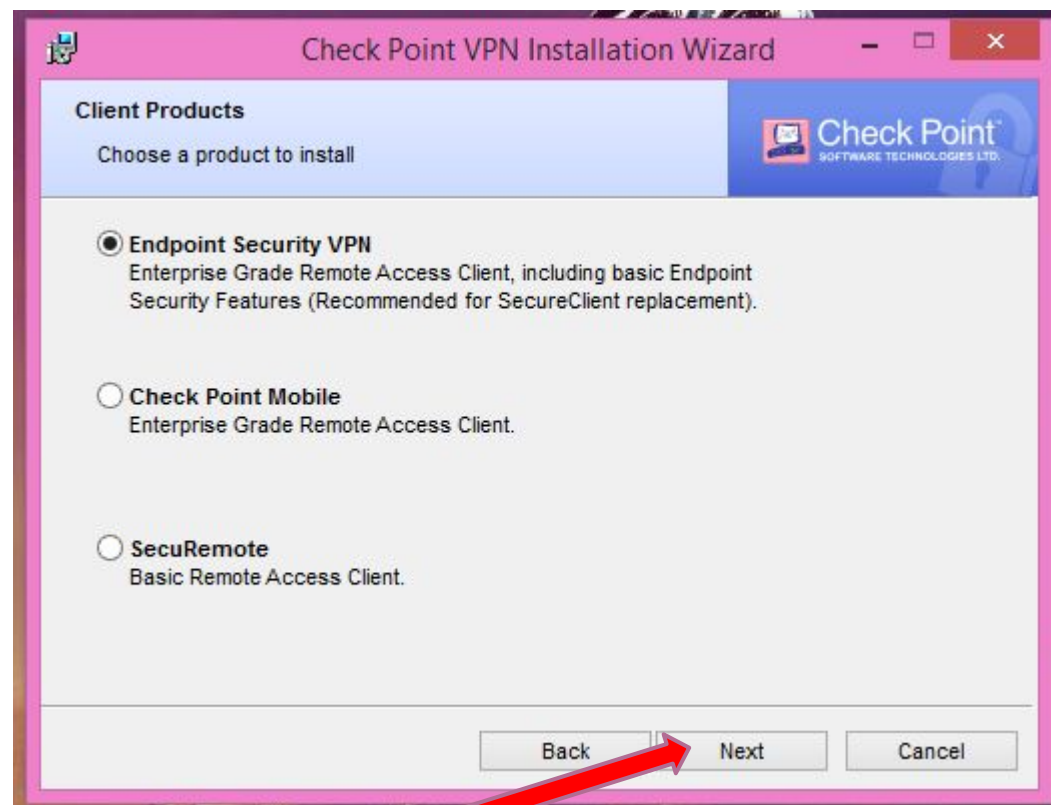 Check Point VPN Installation Wizard
Client Products
Choose a product to install
Check Point™
SOFTWARE TECHNOLOGIES LTD.
Endpoint Security VPN
Enterprise Grade Remote Access Client, including basic Endpoint
Security Features (Recommended for SecureClient replacement).
Check Point Mobile
Enterprise Grade Remote Access Client.
SecuRemote
Basic Remote Access Client.
Back
Next
Cancel